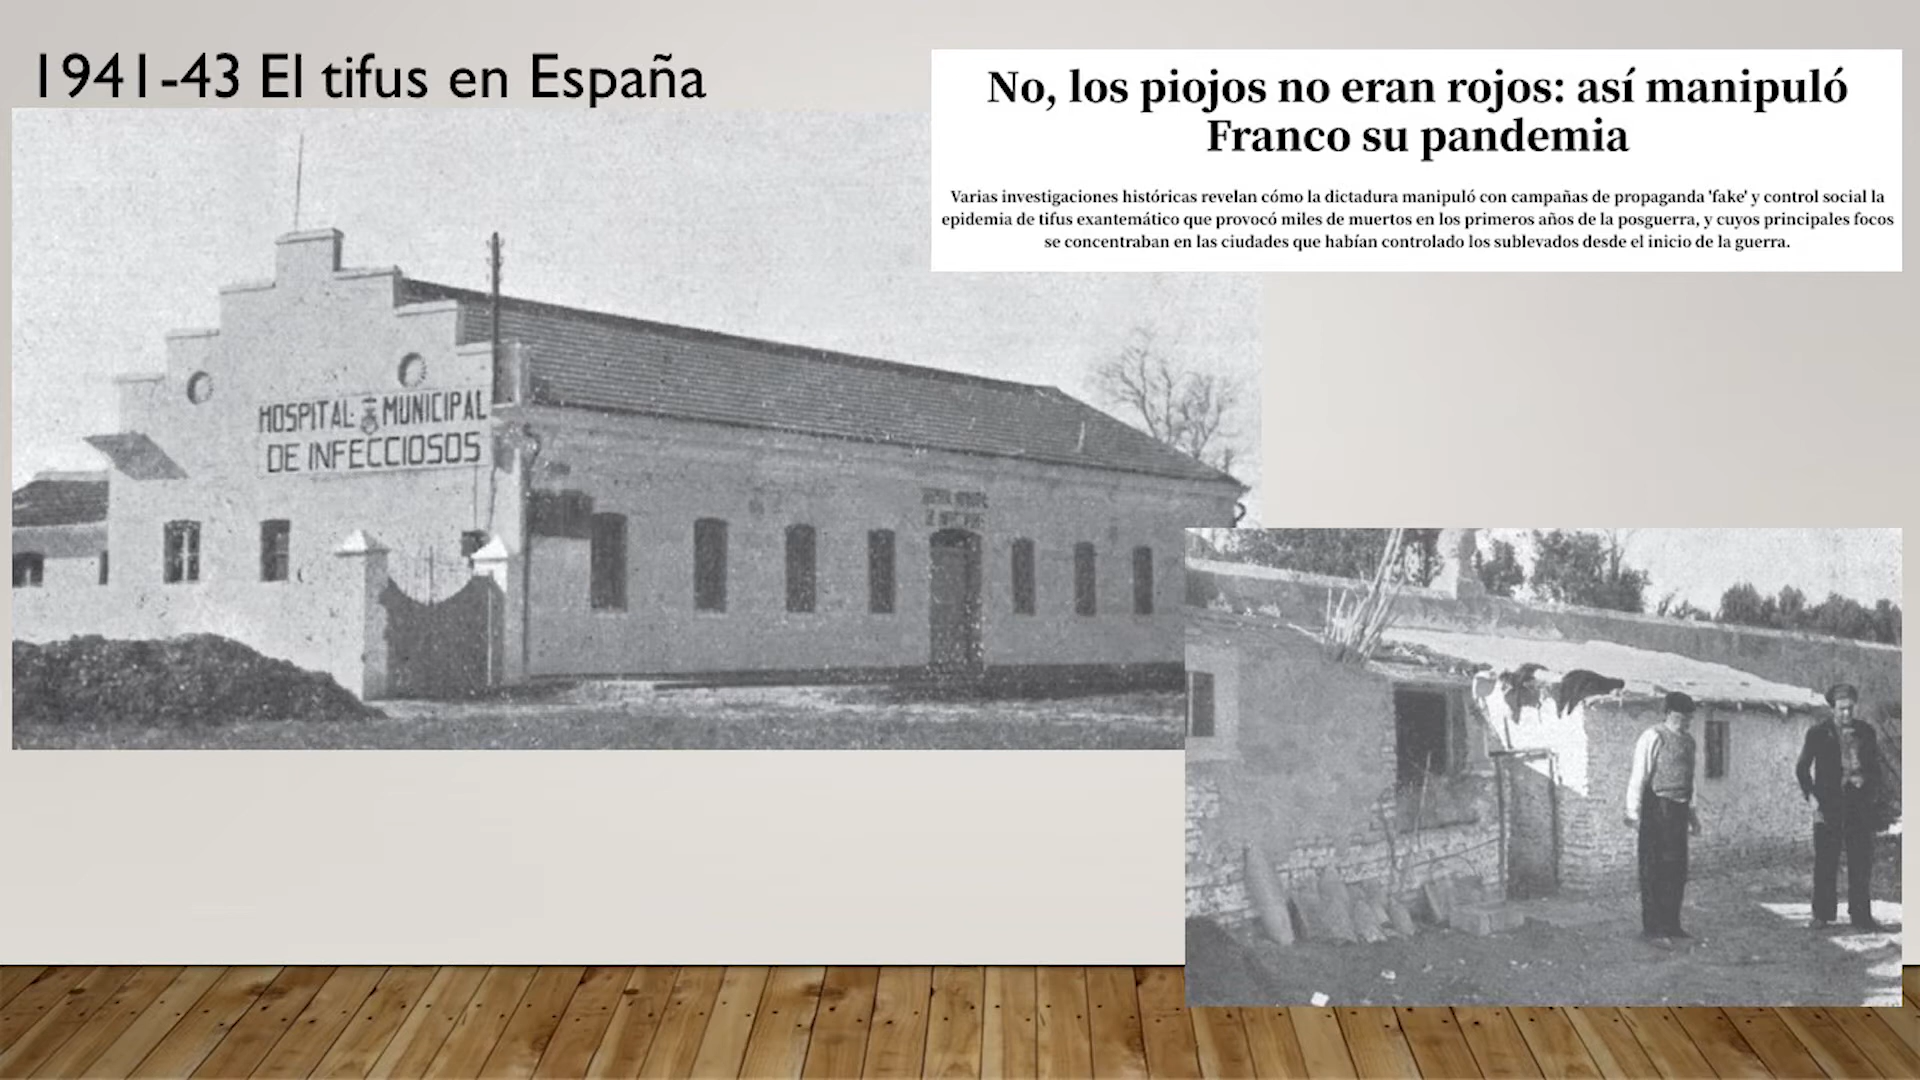 1941-43 El tifus en España
No, los piojos no eran rojos: así manipuló
Franco su pandemia
Varias investigaciones históricas revelan cómo la dictadura manipuló con campañas de propaganda 'fake' y control social la
epidemia de tifus exantemático que provocó miles de muertos en los primeros años de la posguerra, y cuyos principales focos
se concentraban en las ciudades que habían controlado los sublevados desde el inicio de la guerra.
HOSPITAL MUNICIPAL
DE INFECCIOSOS